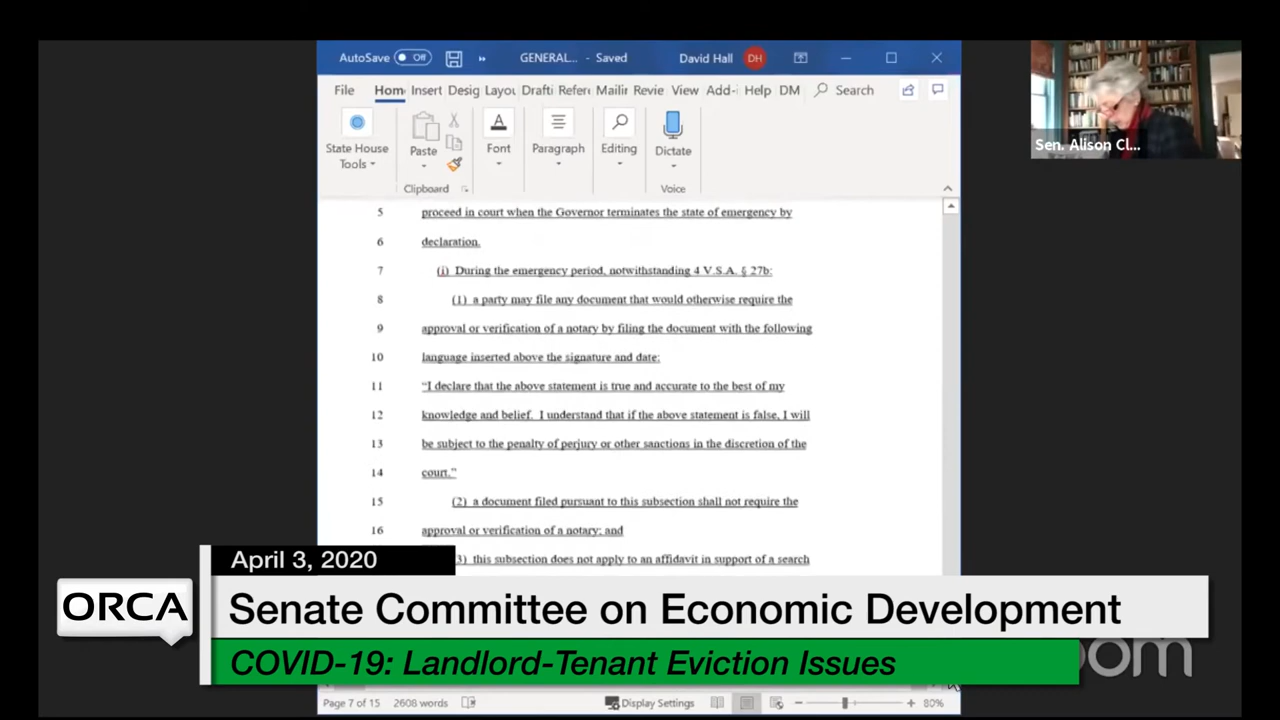 AutoSave Off GENERAL... - Saved David Hall DH
File Hom Insert Desig Layou Drafti Refer Mailir Revie View Add- Help DM Search
State House
Tools
Paste
Font
Paragraph
Editing
Dictate
Clipboard
Voice
Sen. Alison Cl...
5 proceed in court when the Governor terminates the state of emergency by
6 declaration.
7 (i) During the emergency period, notwithstanding 4 V.S.A. § 27b:
8 (1) a party may file any document that would otherwise require the
9 approval or verification of a notary by filing the document with the following
10 language inserted above the signature and date:
11 “I declare that the above statement is true and accurate to the best of my
12 knowledge and belief. I understand that if the above statement is false, I will
13 be subject to the penalty of perjury or other sanctions in the discretion of the
14 court.”
15 (2) a document filed pursuant to this subsection shall not require the
16 approval or verification of a notary; and
3) this subsection does not apply to an affidavit in support of a search
April 3, 2020
ORCA
Senate Committee on Economic Development
COVID-19: Landlord-Tenant Eviction Issues
oom
Page 7 of 15 2608 words Display Settings 80%